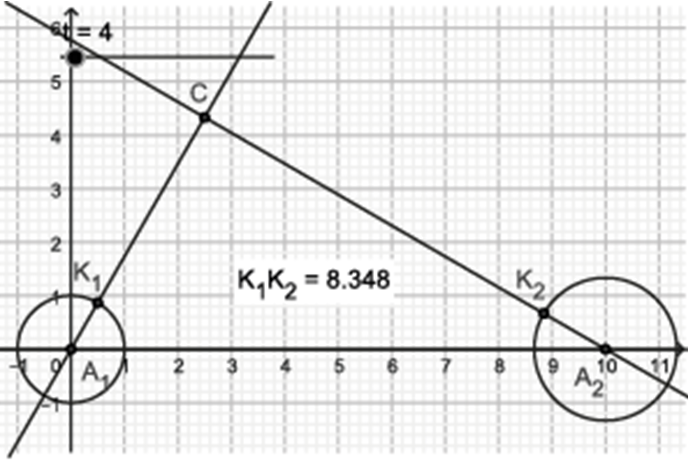 6 t = 4
5
C
4
3
2
K₁
K₁K₂ = 8.348
K₂
1
-1 0 A₁ 1 2 3 4 5 6 7 8 9 A₂ 10 11
-1